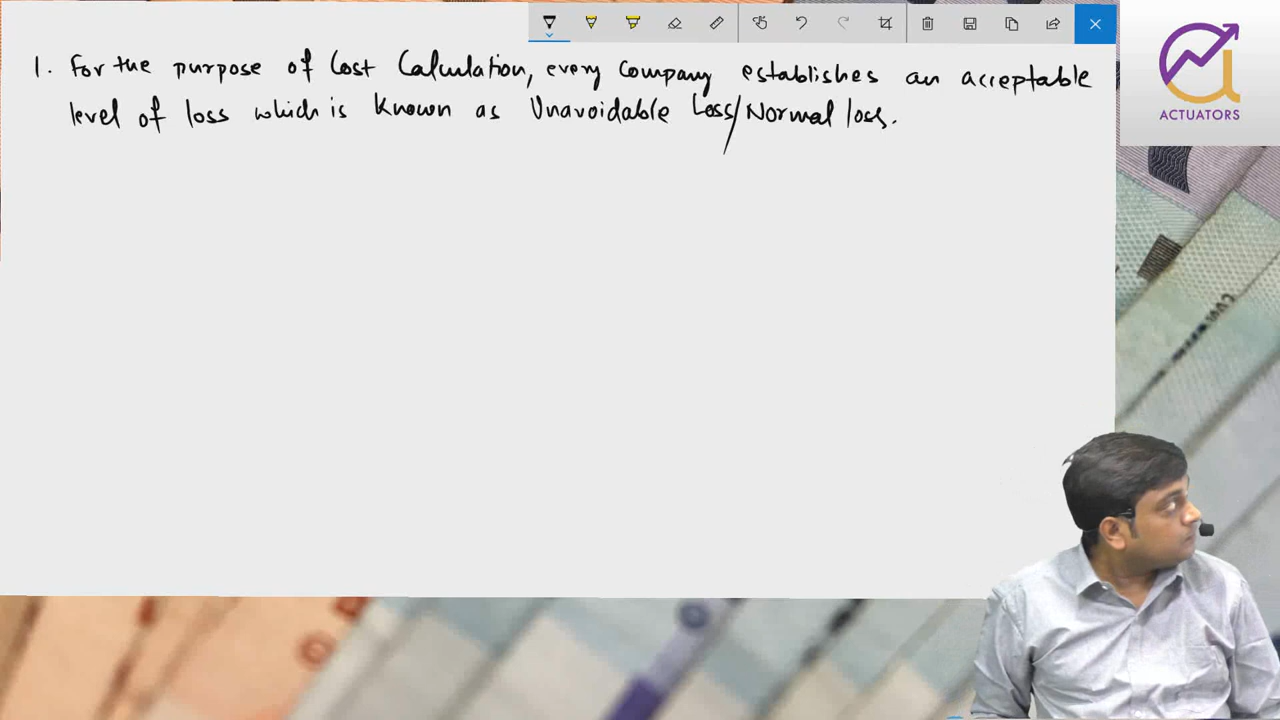 1. For the purpose of Cost Calculation, every Company establishes an acceptable
level of loss which is known as Unavoidable Loss/Normal loss.
ACTUATORS